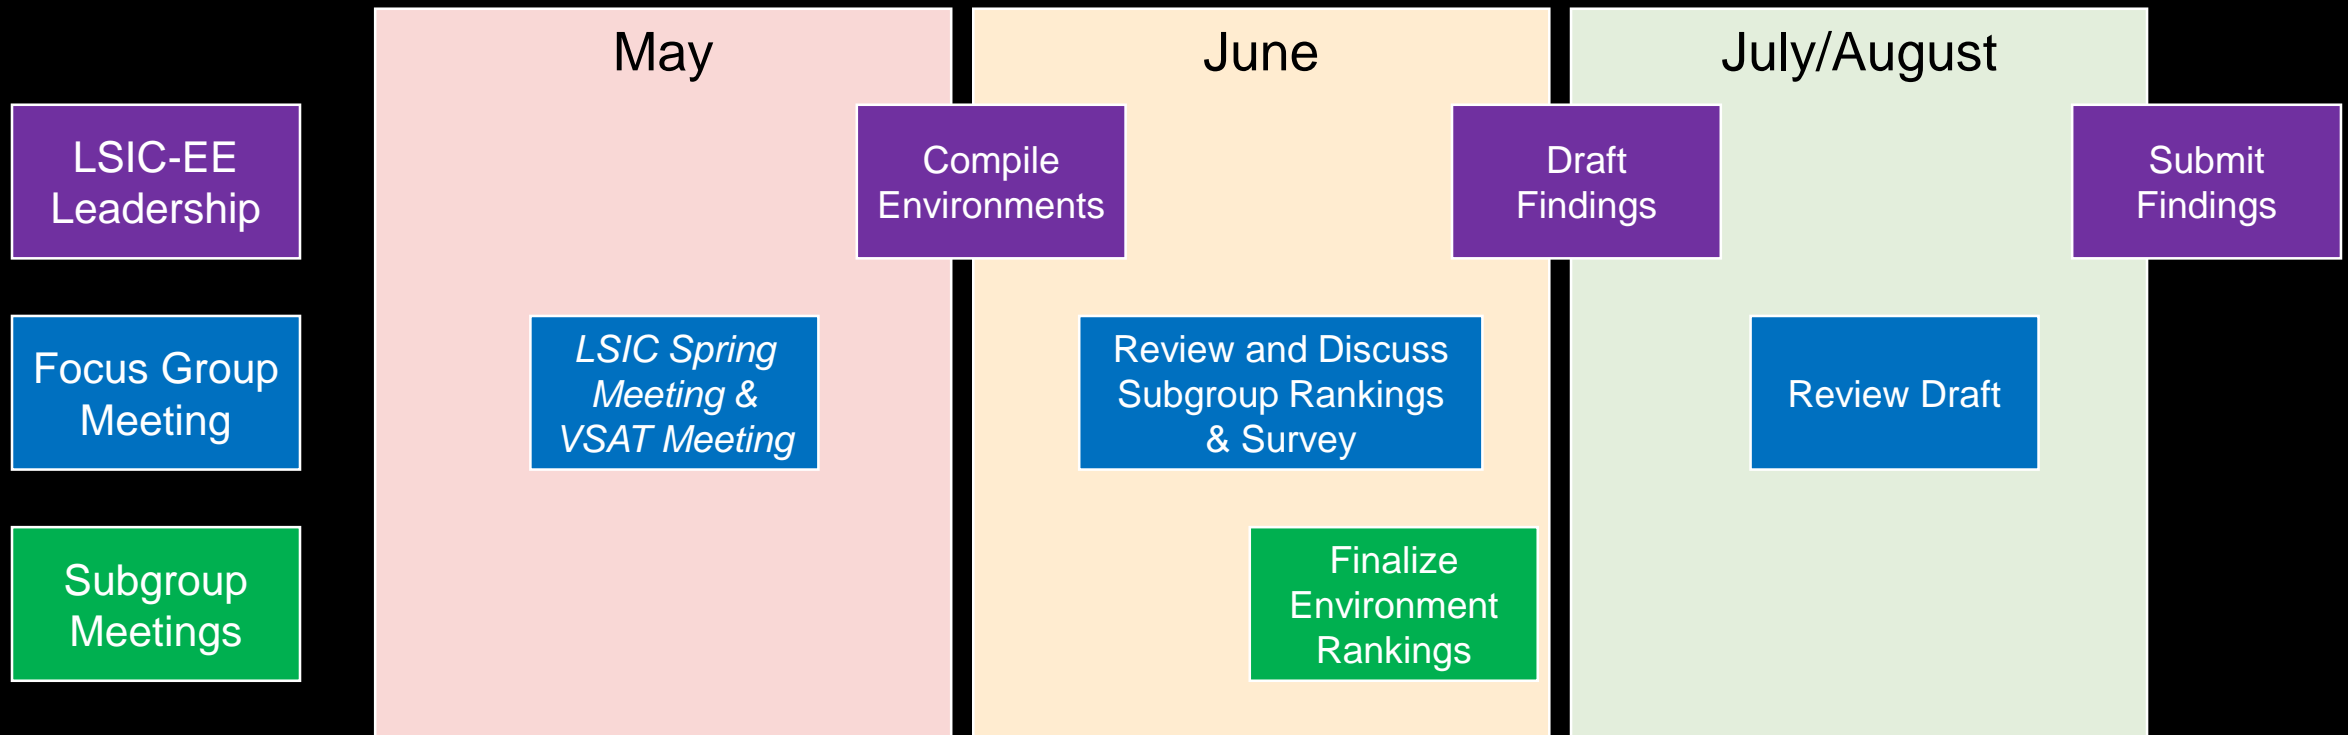 May
June
July/August
LSIC-EE
Leadership
Compile
Environments
Draft
Findings
Submit
Findings
Focus Group
Meeting
LSIC Spring
Meeting &
VSAT Meeting
Review and Discuss
Subgroup Rankings
& Survey
Review Draft
Subgroup
Meetings
Finalize
Environment
Rankings